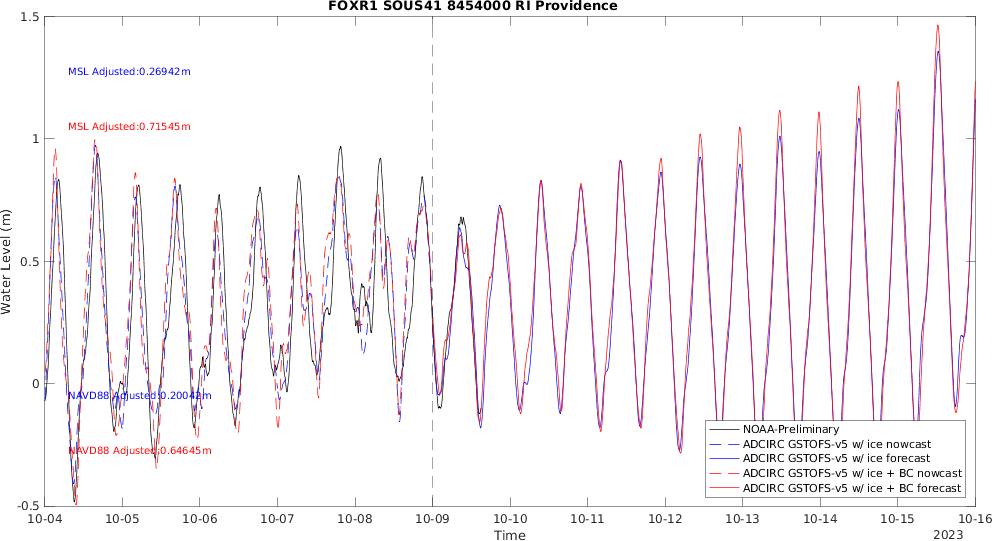 FOXR1 SOUS41 8454000 RI Providence
1.5
MSL Adjusted:0.26942m
MSL Adjusted:0.71545m
1
Water Level (m)
0.5
0
NAVD88 Adjusted:0.20042m
NAVD88 Adjusted:0.64645m
-0.5
NOAA-Preliminary
ADCIRC GSTOFS-v5 w/ ice nowcast
ADCIRC GSTOFS-v5 w/ ice forecast
ADCIRC GSTOFS-v5 w/ ice + BC nowcast
ADCIRC GSTOFS-v5 w/ ice + BC forecast
10-04 10-05 10-06 10-07 10-08 10-09 10-10 10-11 10-12 10-13 10-14 10-15 10-16
Time
2023